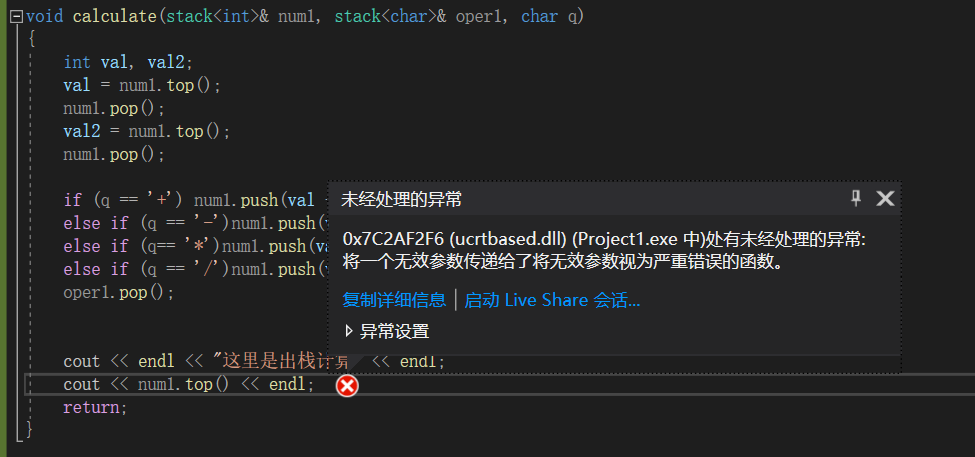 void calculate(stack<int>& num1, stack<char>& oper1, char q)
{
int val, val2;
val = num1.top();
num1.pop();
val2 = num1.top();
num1.pop();
if (q == '+') num1.push(val
else if (q == '-')num1.push(
else if (q== '*')num1.push(va
else if (q == '/')num1.push(
oper1.pop();
未经处理的异常
0x7C2AF2F6 (ucrtbased.dll) (Project1.exe 中)处有未经处理的异常:
将一个无效参数传递给了将无效参数视为严重错误的函数。
复制详细信息 | 启动 Live Share 会话...
异常设置
cout << endl << "这里是出栈计算 << endl;
cout << num1.top() << endl;
return;
}